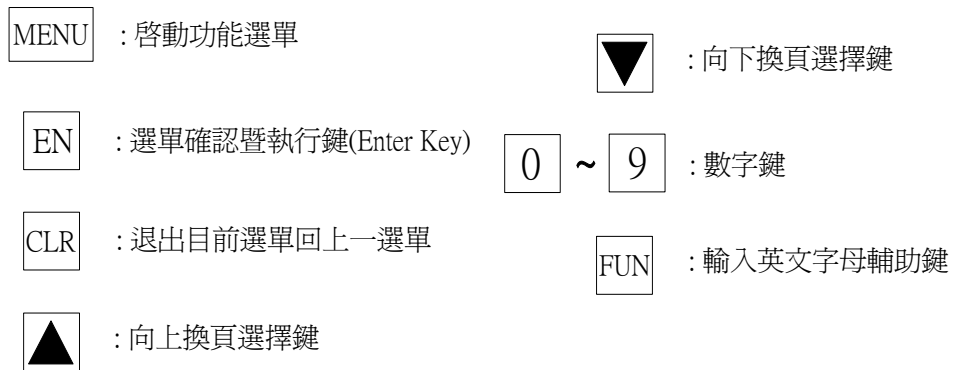 MENU : 啓動功能選單
EN : 選單確認暨執行鍵(Enter Key)
CLR : 退出目前選單回上一選單
▲ : 向上換頁選擇鍵
▼ : 向下換頁選擇鍵
0 ~ 9 : 數字鍵
FUN : 輸入英文字母輔助鍵